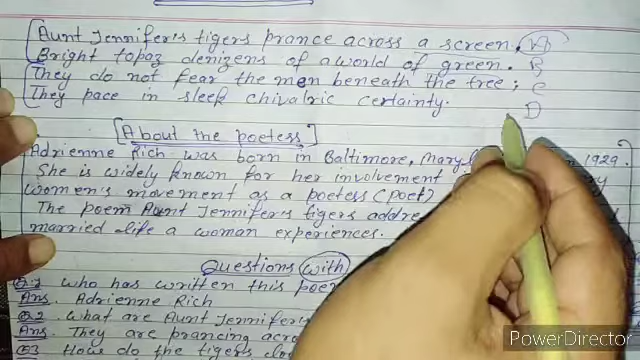 Aunt Jennifer's tigers prance across a screen. A
Bright topaz denizens of a world of green. B
They do not fear the men beneath the tree; C
They pace in sleek chivalric certainty. D
About the poetess
Adrienne Rich was born in Baltimore, Mary 1929.
She is widely known for her involvement
women's movement as a poetess (poet)
The poem Aunt Jennifer's tigers addre
married life a woman experiences.
Questions with
Q.1 who has written this poem
Ans. Adrienne Rich
Q.2 what are Aunt Jennifer's
Ans. They are prancing acro
Q3 How do the tigers
PowerDirector